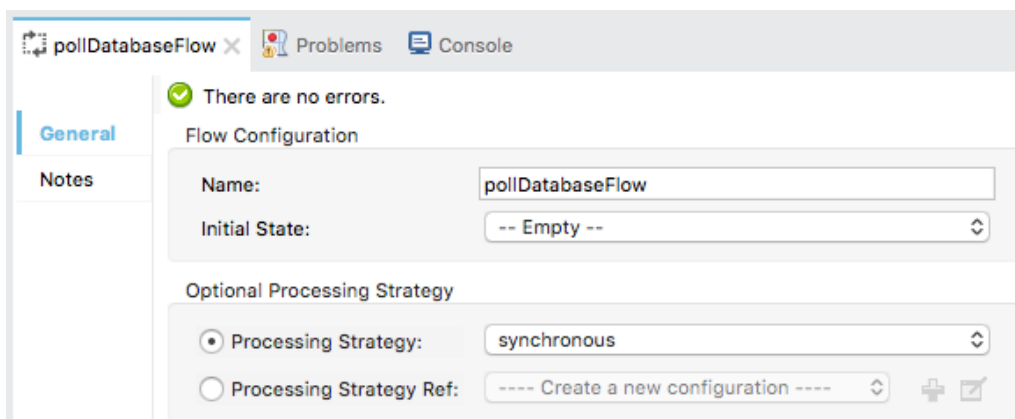 pollDatabaseFlow Problems Console
There are no errors.
General
Flow Configuration
Notes
Name: pollDatabaseFlow
Initial State: -- Empty --
Optional Processing Strategy
Processing Strategy: synchronous
Processing Strategy Ref: ---- Create a new configuration ----